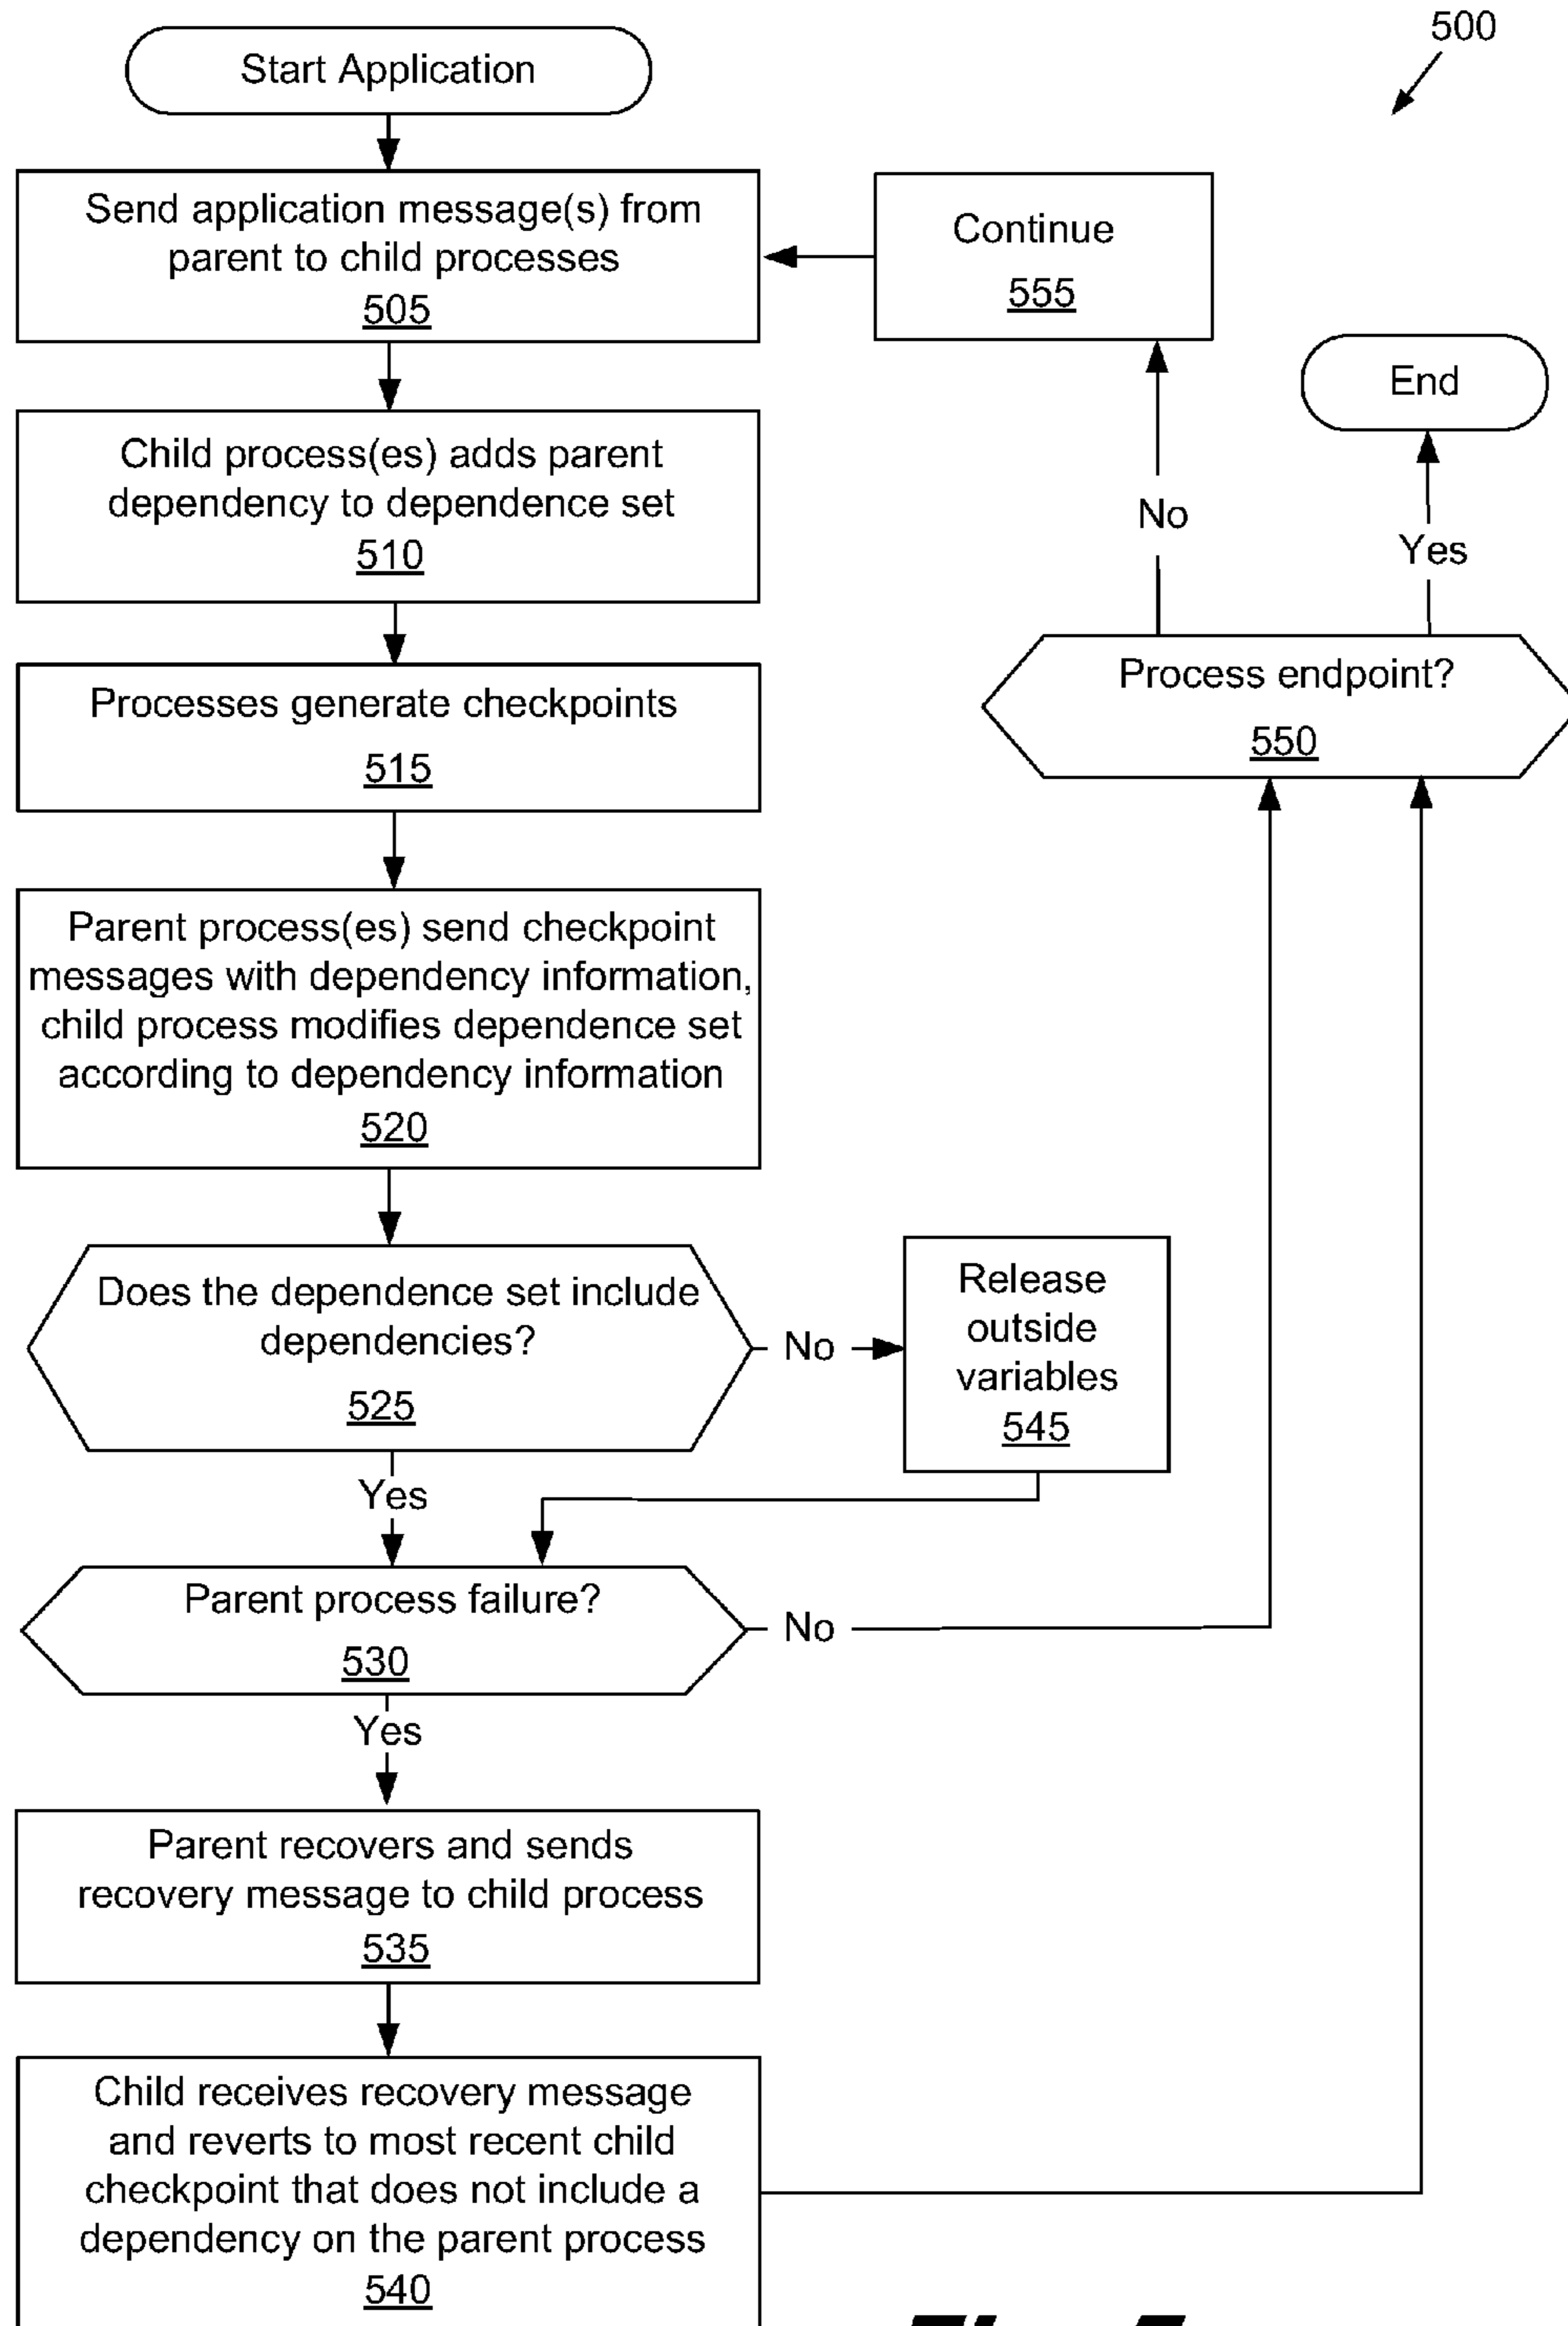 500
Start Application
Send application message(s) from
parent to child processes
505
Continue
555
End
Child process(es) adds parent
dependency to dependence set
510
No
Yes
Processes generate checkpoints
515
Process endpoint?
550
Parent process(es) send checkpoint
messages with dependency information,
child process modifies dependence set
according to dependency information
520
Does the dependence set include
dependencies?
525
No
Release
outside
variables
545
Yes
Parent process failure?
530
No
Yes
Parent recovers and sends
recovery message to child process
535
Child receives recovery message
and reverts to most recent child
checkpoint that does not include a
dependency on the parent process
540